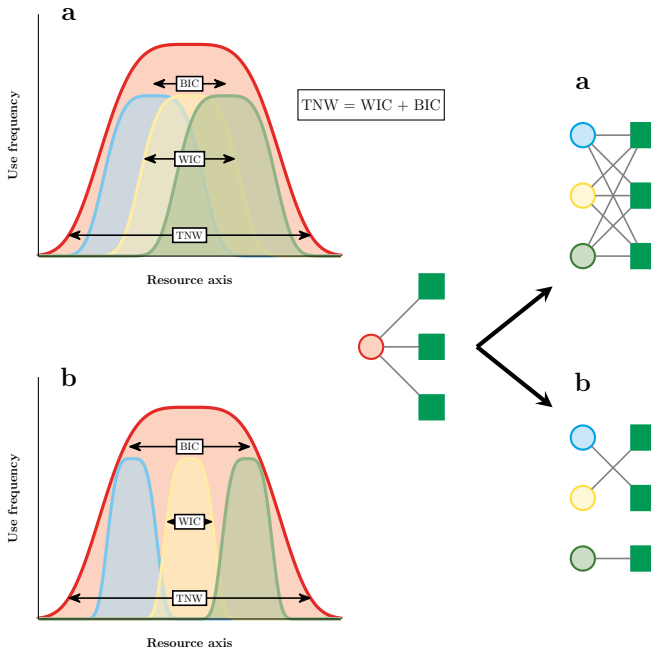 a
Use frequency
BIC
WIC
TNW
Resource axis
TNW = WIC + BIC
a
b
Use frequency
BIC
WIC
TNW
Resource axis
b